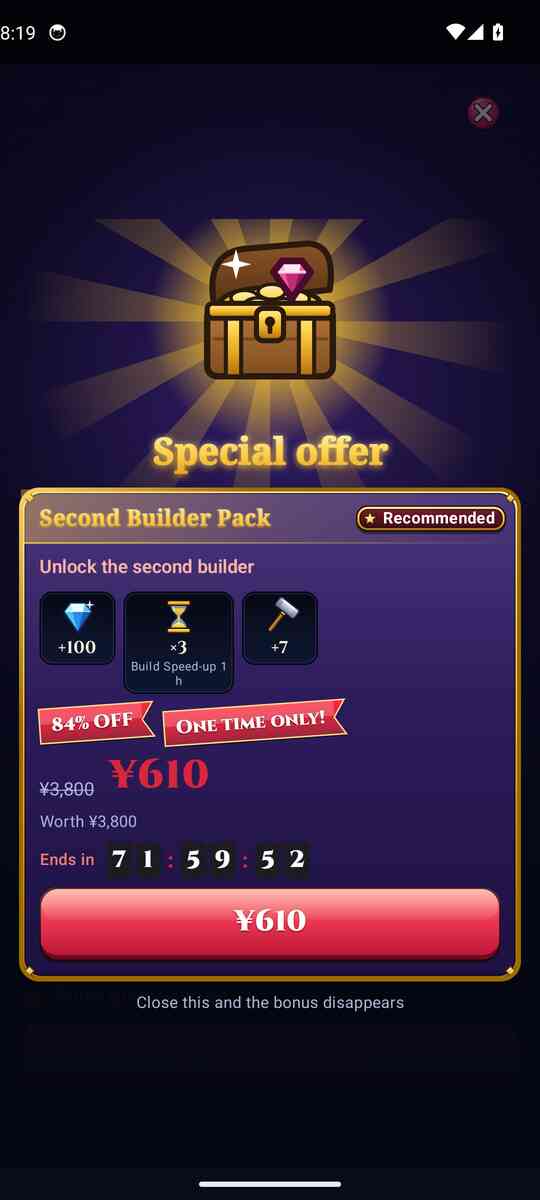 8:19
Special offer
Second Builder Pack
★ Recommended
Unlock the second builder
+100
×3
Build Speed-up 1
h
+7
84% OFF
One time only!
¥3,800 ¥610
Worth ¥3,800
Ends in 71:59:52
¥610
Close this and the bonus disappears